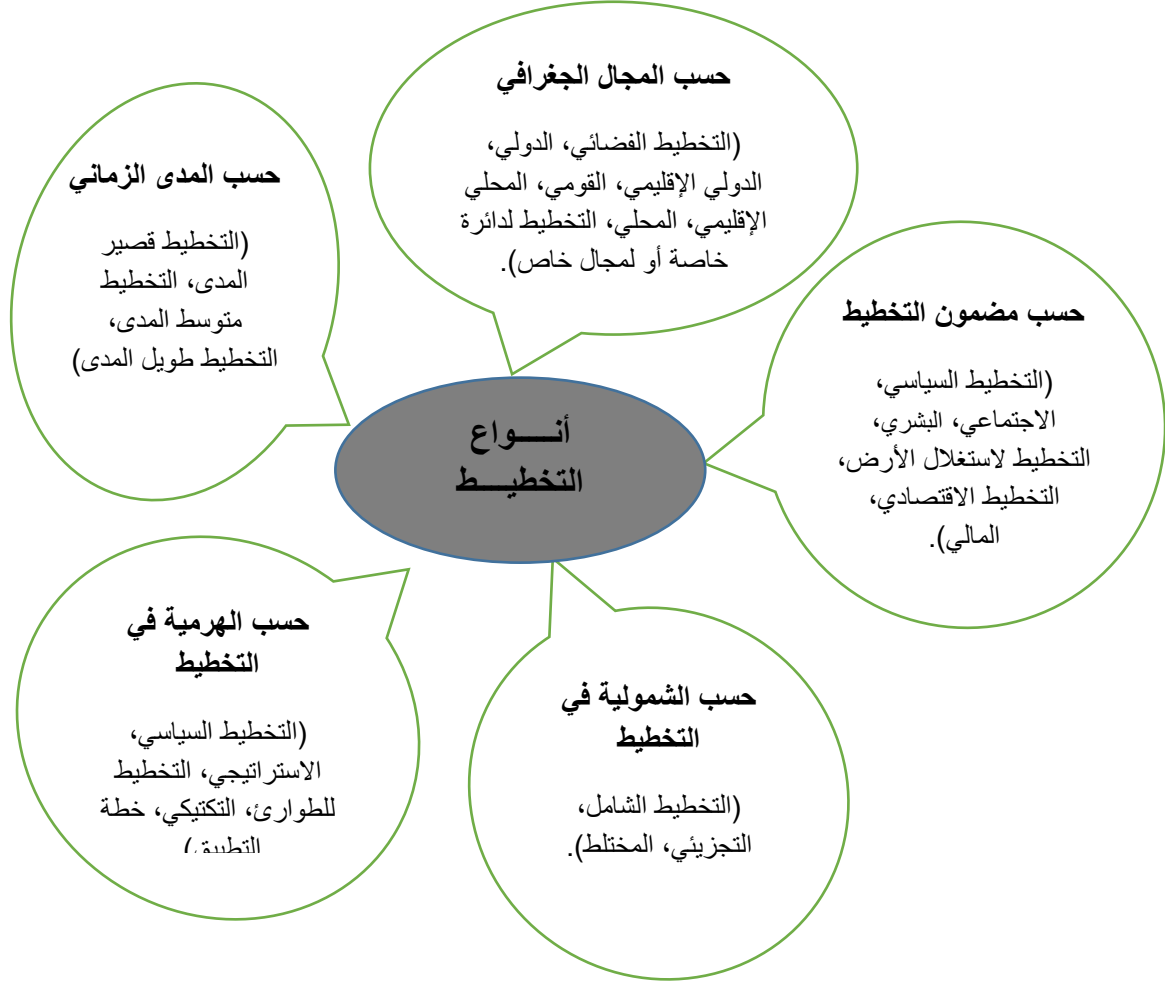 حسب المجال الجغرافي
(التخطيط الفضائي، الدولي،
الدولي الإقليمي، القومي، المحلي
الإقليمي، المحلي، التخطيط لدائرة
خاصة أو لمجال خاص).
حسب المدى الزماني
(التخطيط قصير
المدى، التخطيط
متوسط المدى،
التخطيط طويل المدى)
حسب مضمون التخطيط
(التخطيط السياسي،
الاجتماعي، البشري،
التخطيط لاستغلال الأرض،
التخطيط الاقتصادي،
المالي).
أنـــــواع
التخطيـــــط
حسب الهرمية في
التخطيط
(التخطيط السياسي،
الاستراتيجي، التخطيط
للطوارئ، التكتيكي، خطة
التطبيق)
حسب الشمولية في
التخطيط
(التخطيط الشامل،
التجزيئي، المختلط).